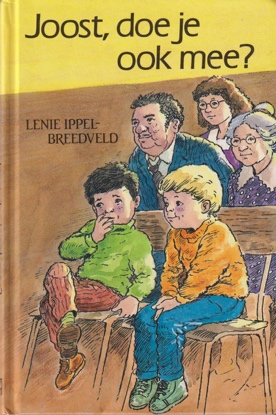 Joost, doe je
ook mee?
LENIE IPPEL-
BREEDVELD